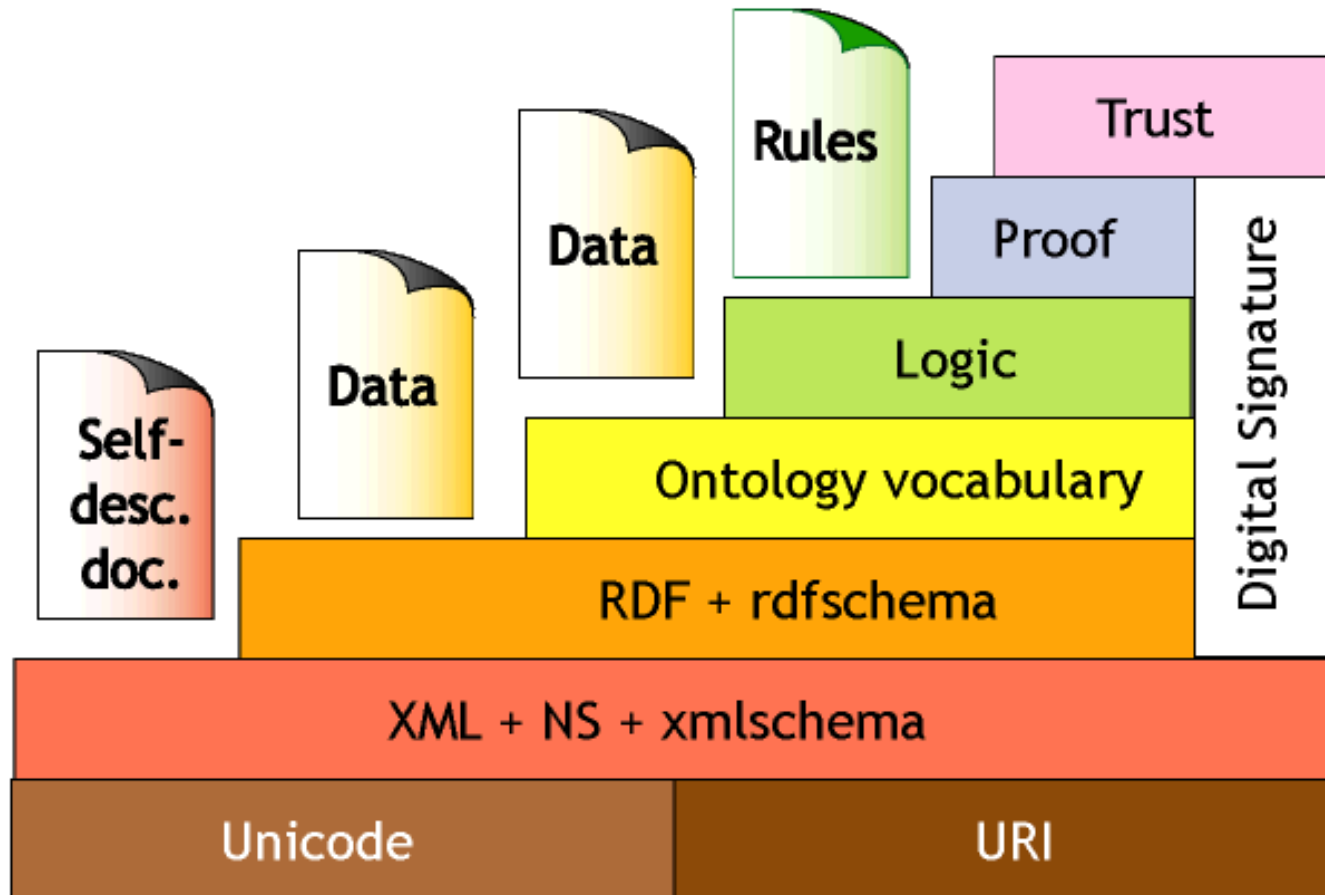 Rules
Trust
Data
Proof
Digital Signature
Data
Logic
Self-
desc.
doc.
Ontology vocabulary
RDF + rdfschema
XML + NS + xmlschema
Unicode
URI